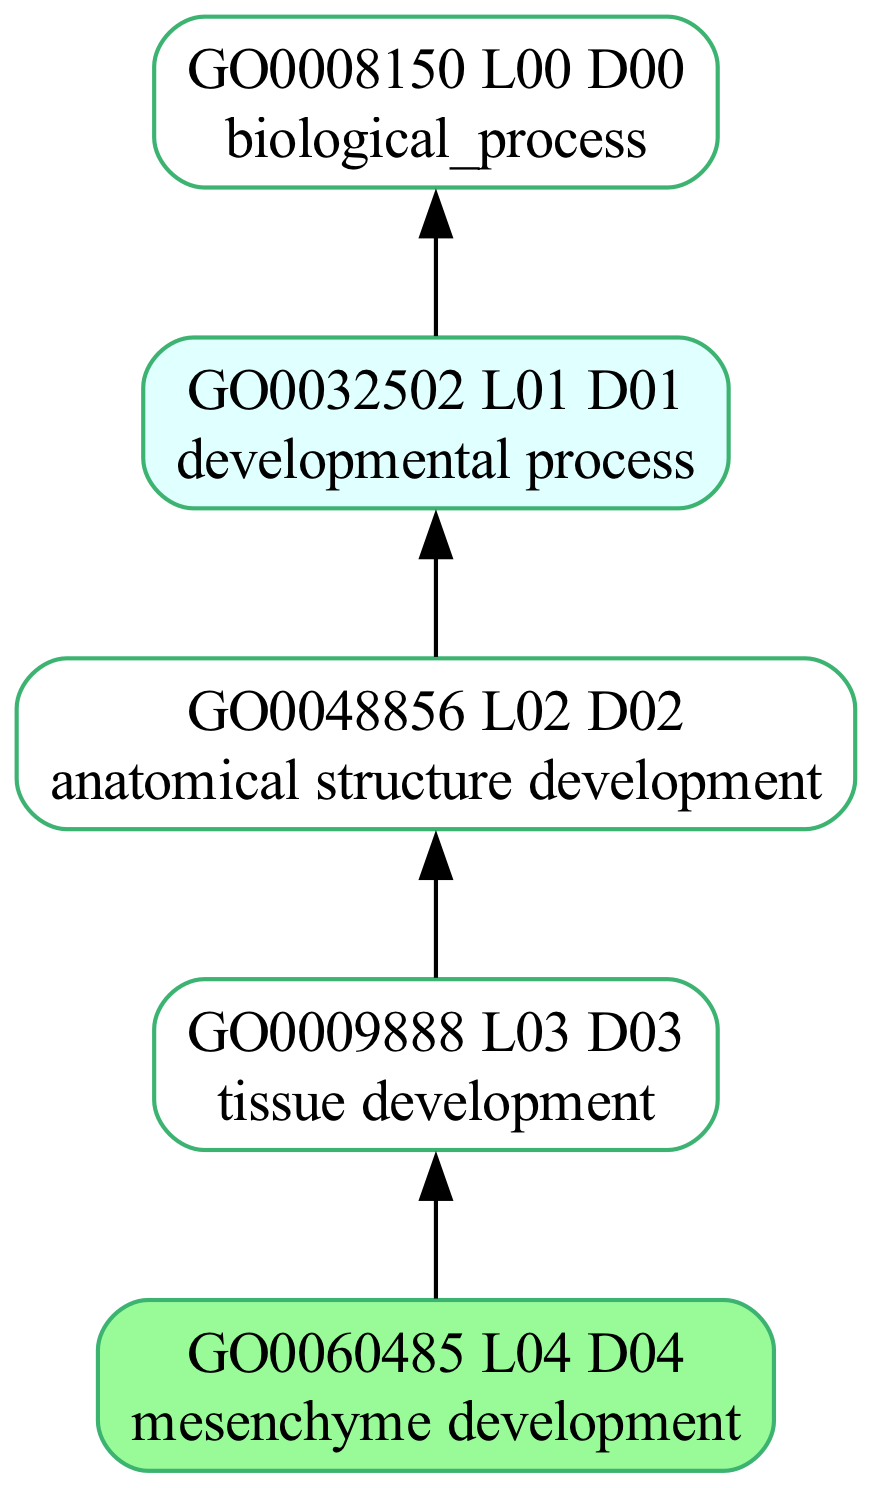 GO0008150 L00 D00
biological_process
GO0032502 L01 D01
developmental process
GO0048856 L02 D02
anatomical structure development
GO0009888 L03 D03
tissue development
GO0060485 L04 D04
mesenchyme development